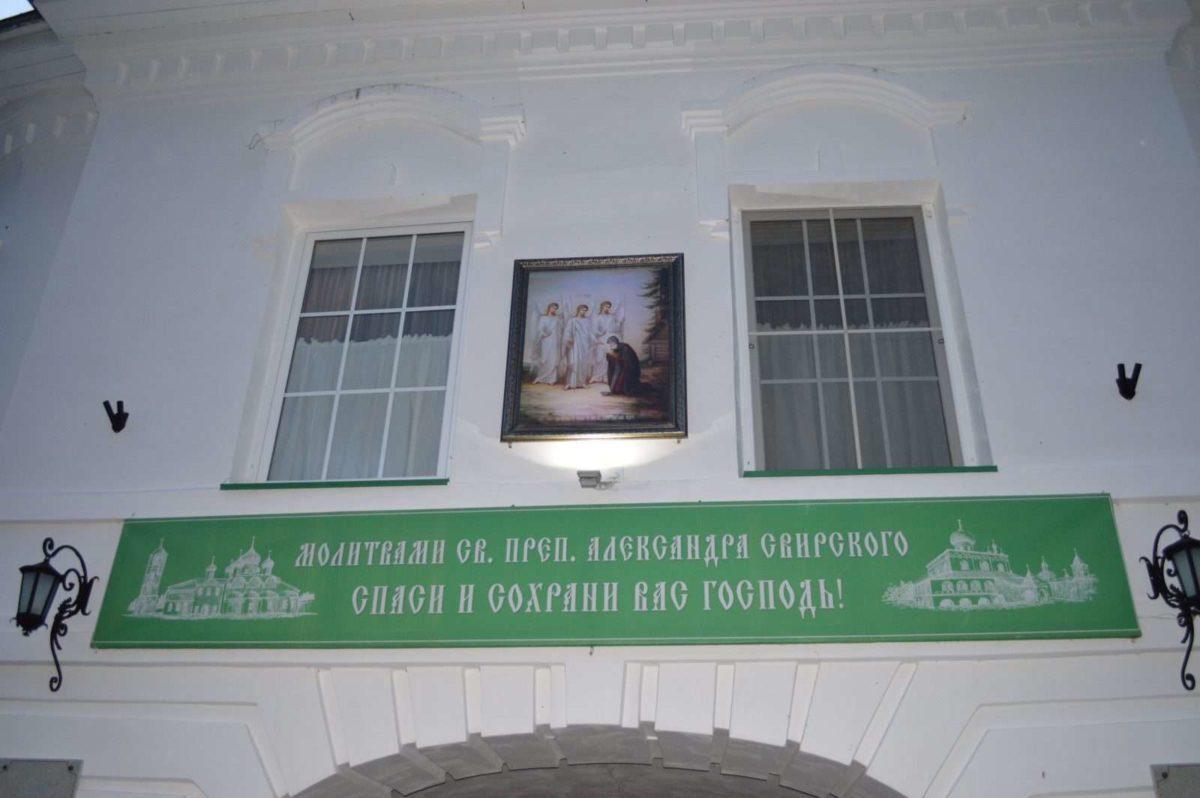 МОЛИТВАМИ СВ. ПРЕП. АЛЕКСАНДРА СВИРСКОГО
СПАСИ И СОХРАНИ ВАС ГОСПОДЬ!